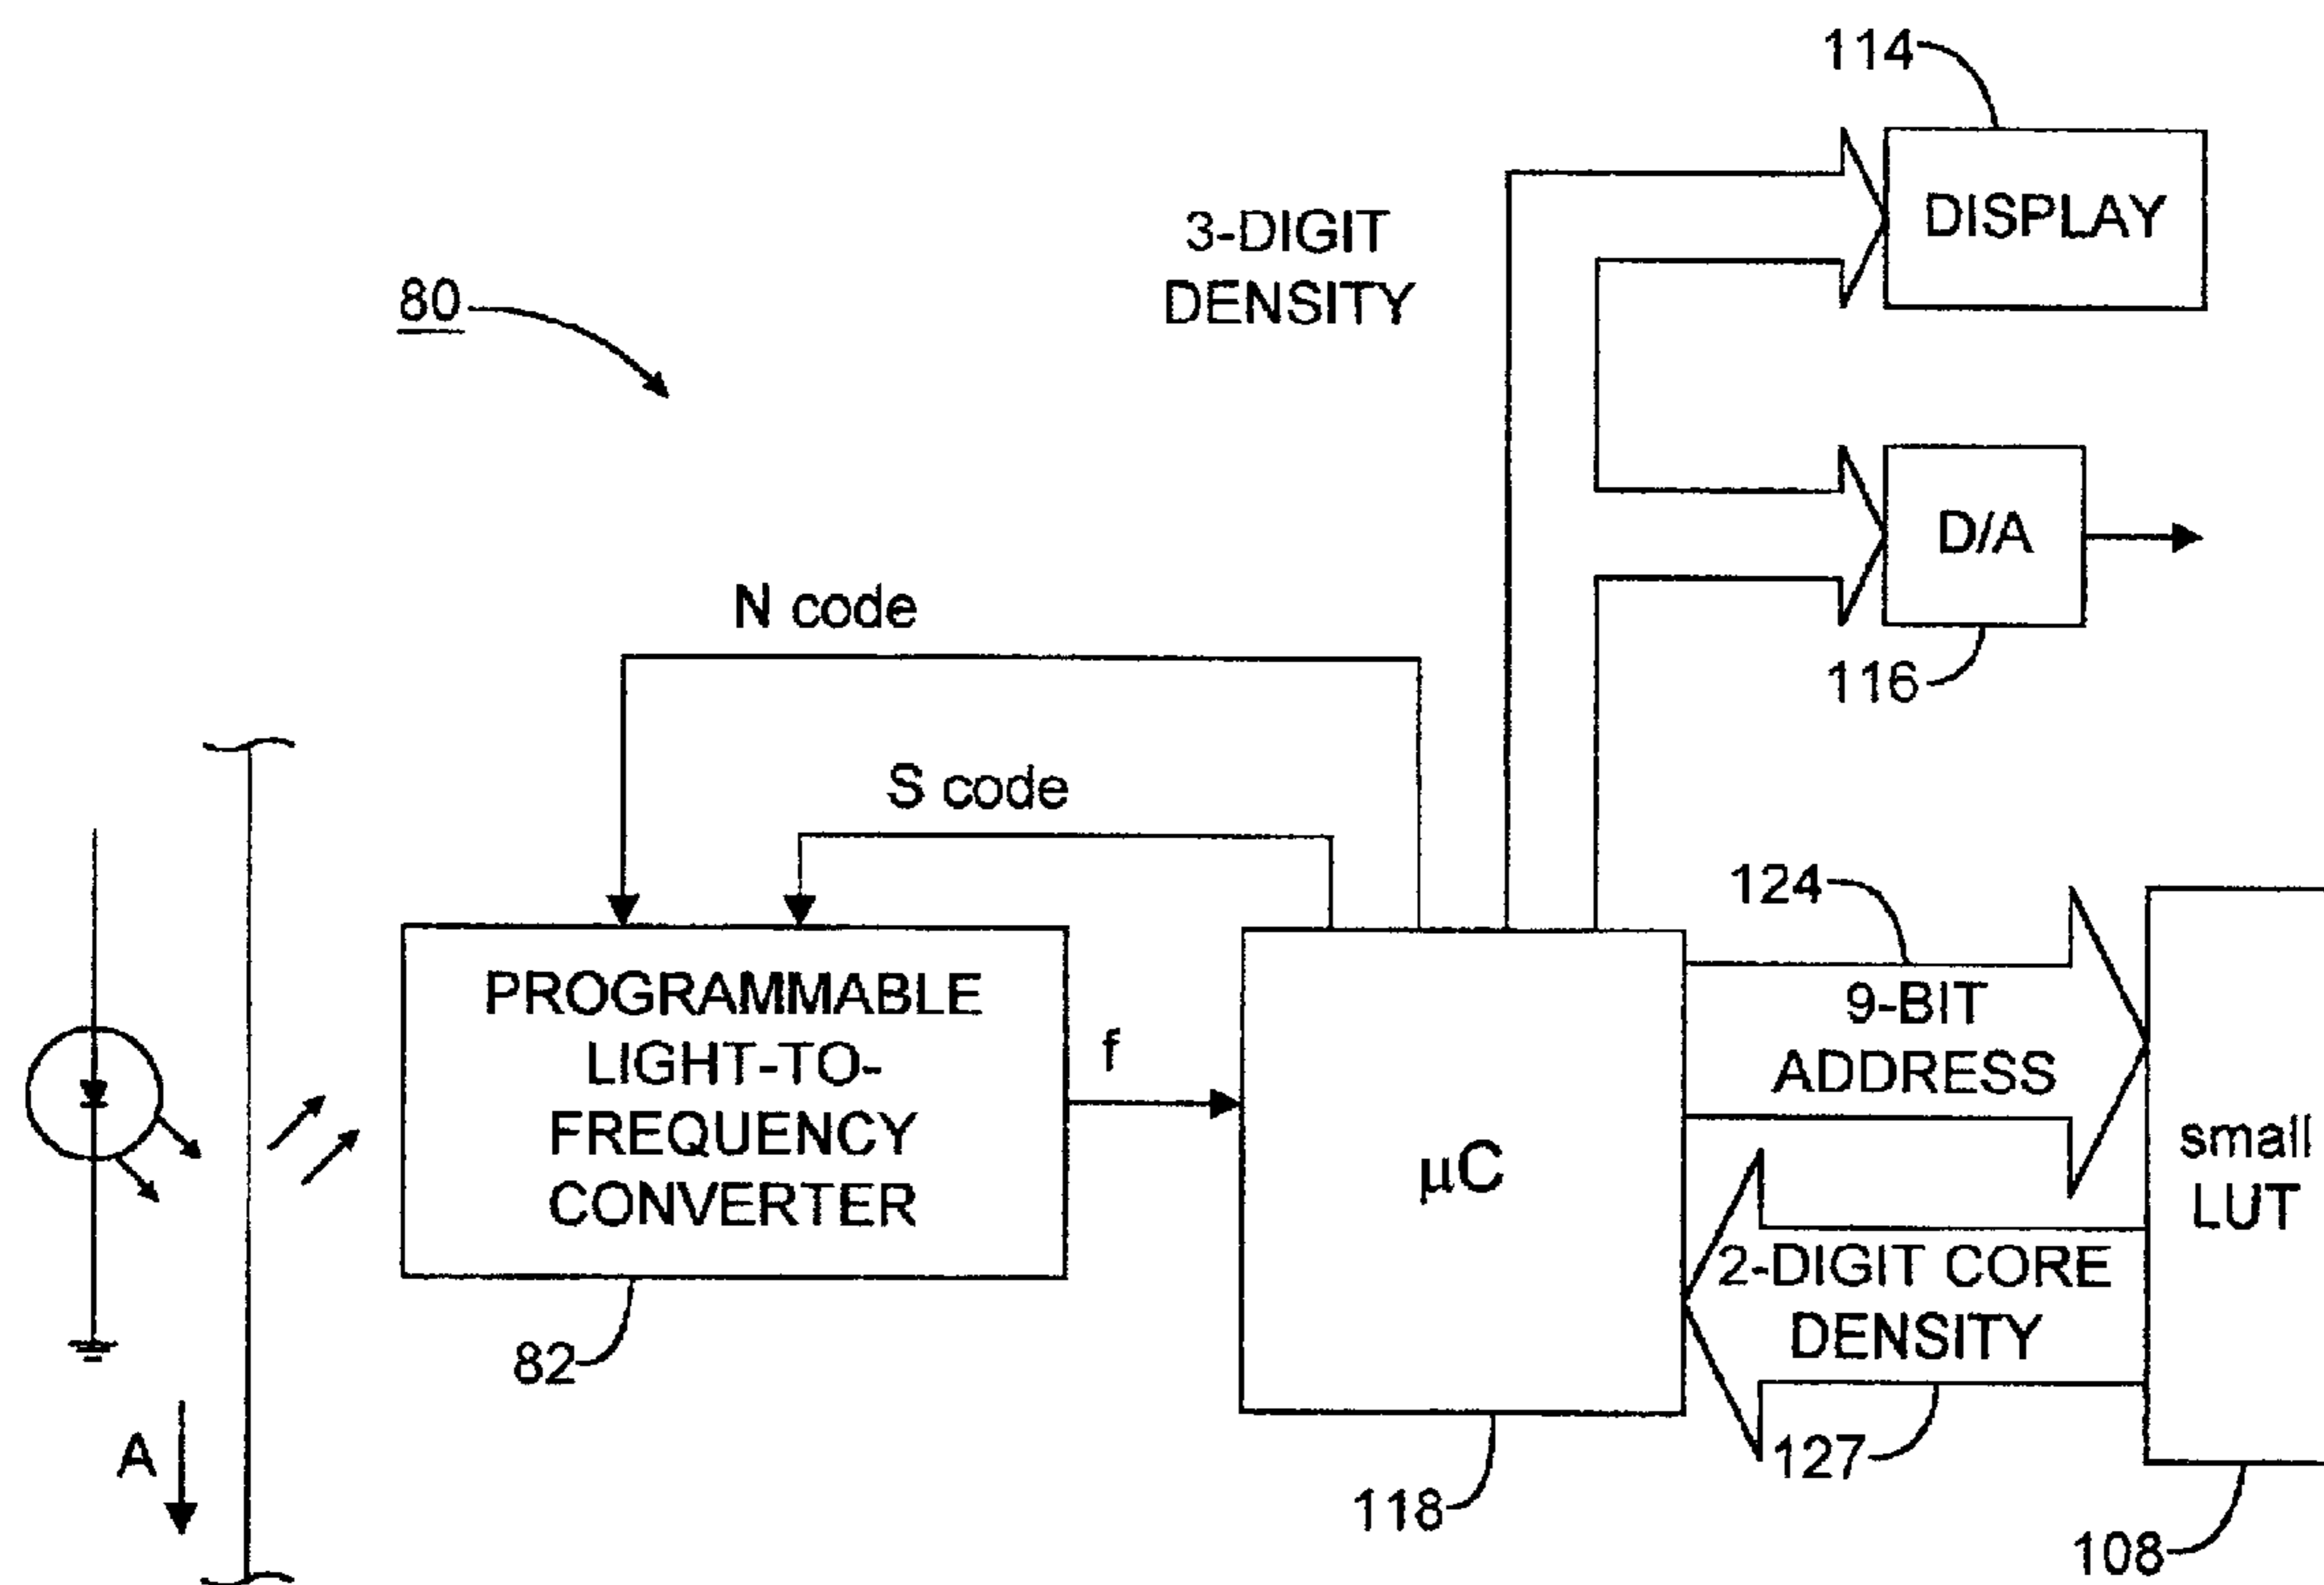 114
DISPLAY
3-DIGIT
DENSITY
80
D/A
N code
116
S code
124
PROGRAMMABLE
LIGHT-TO-
FREQUENCY
CONVERTER
f
9-BIT
ADDRESS
µC
small
LUT
2-DIGIT CORE
DENSITY
82
A
127
118
108